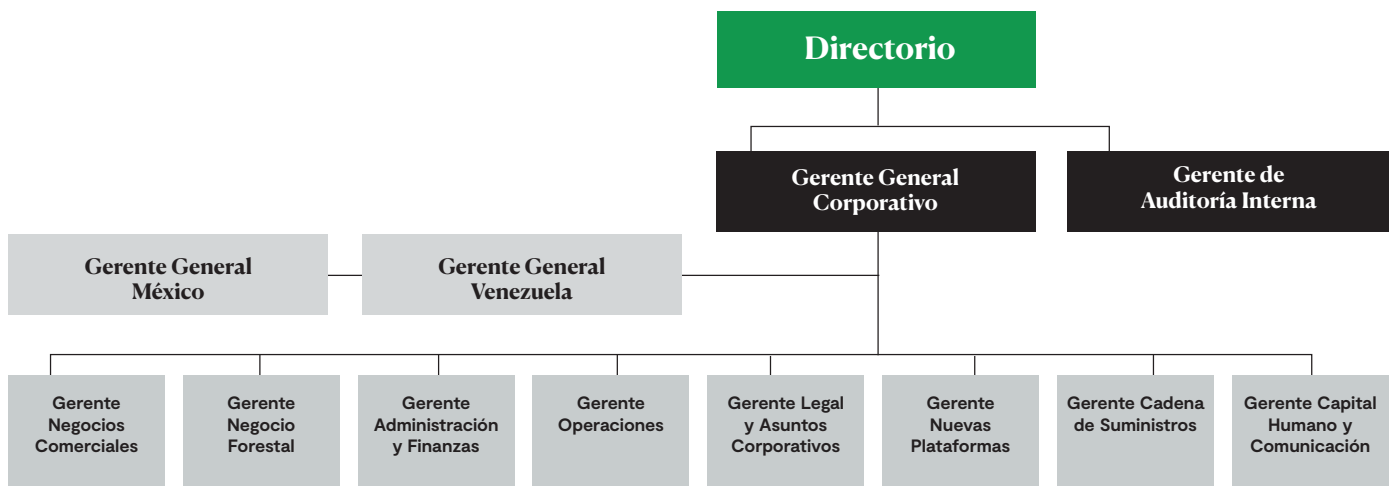 Directorio
Gerente General
Corporativo
Gerente de
Auditoría Interna
Gerente General
México
Gerente General
Venezuela
Gerente
Negocios
Comerciales
Gerente
Negocio
Forestal
Gerente
Administración
y Finanzas
Gerente
Operaciones
Gerente Legal
y Asuntos
Corporativos
Gerente
Nuevas
Plataformas
Gerente Cadena
de Suministros
Gerente Capital
Humano y
Comunicación